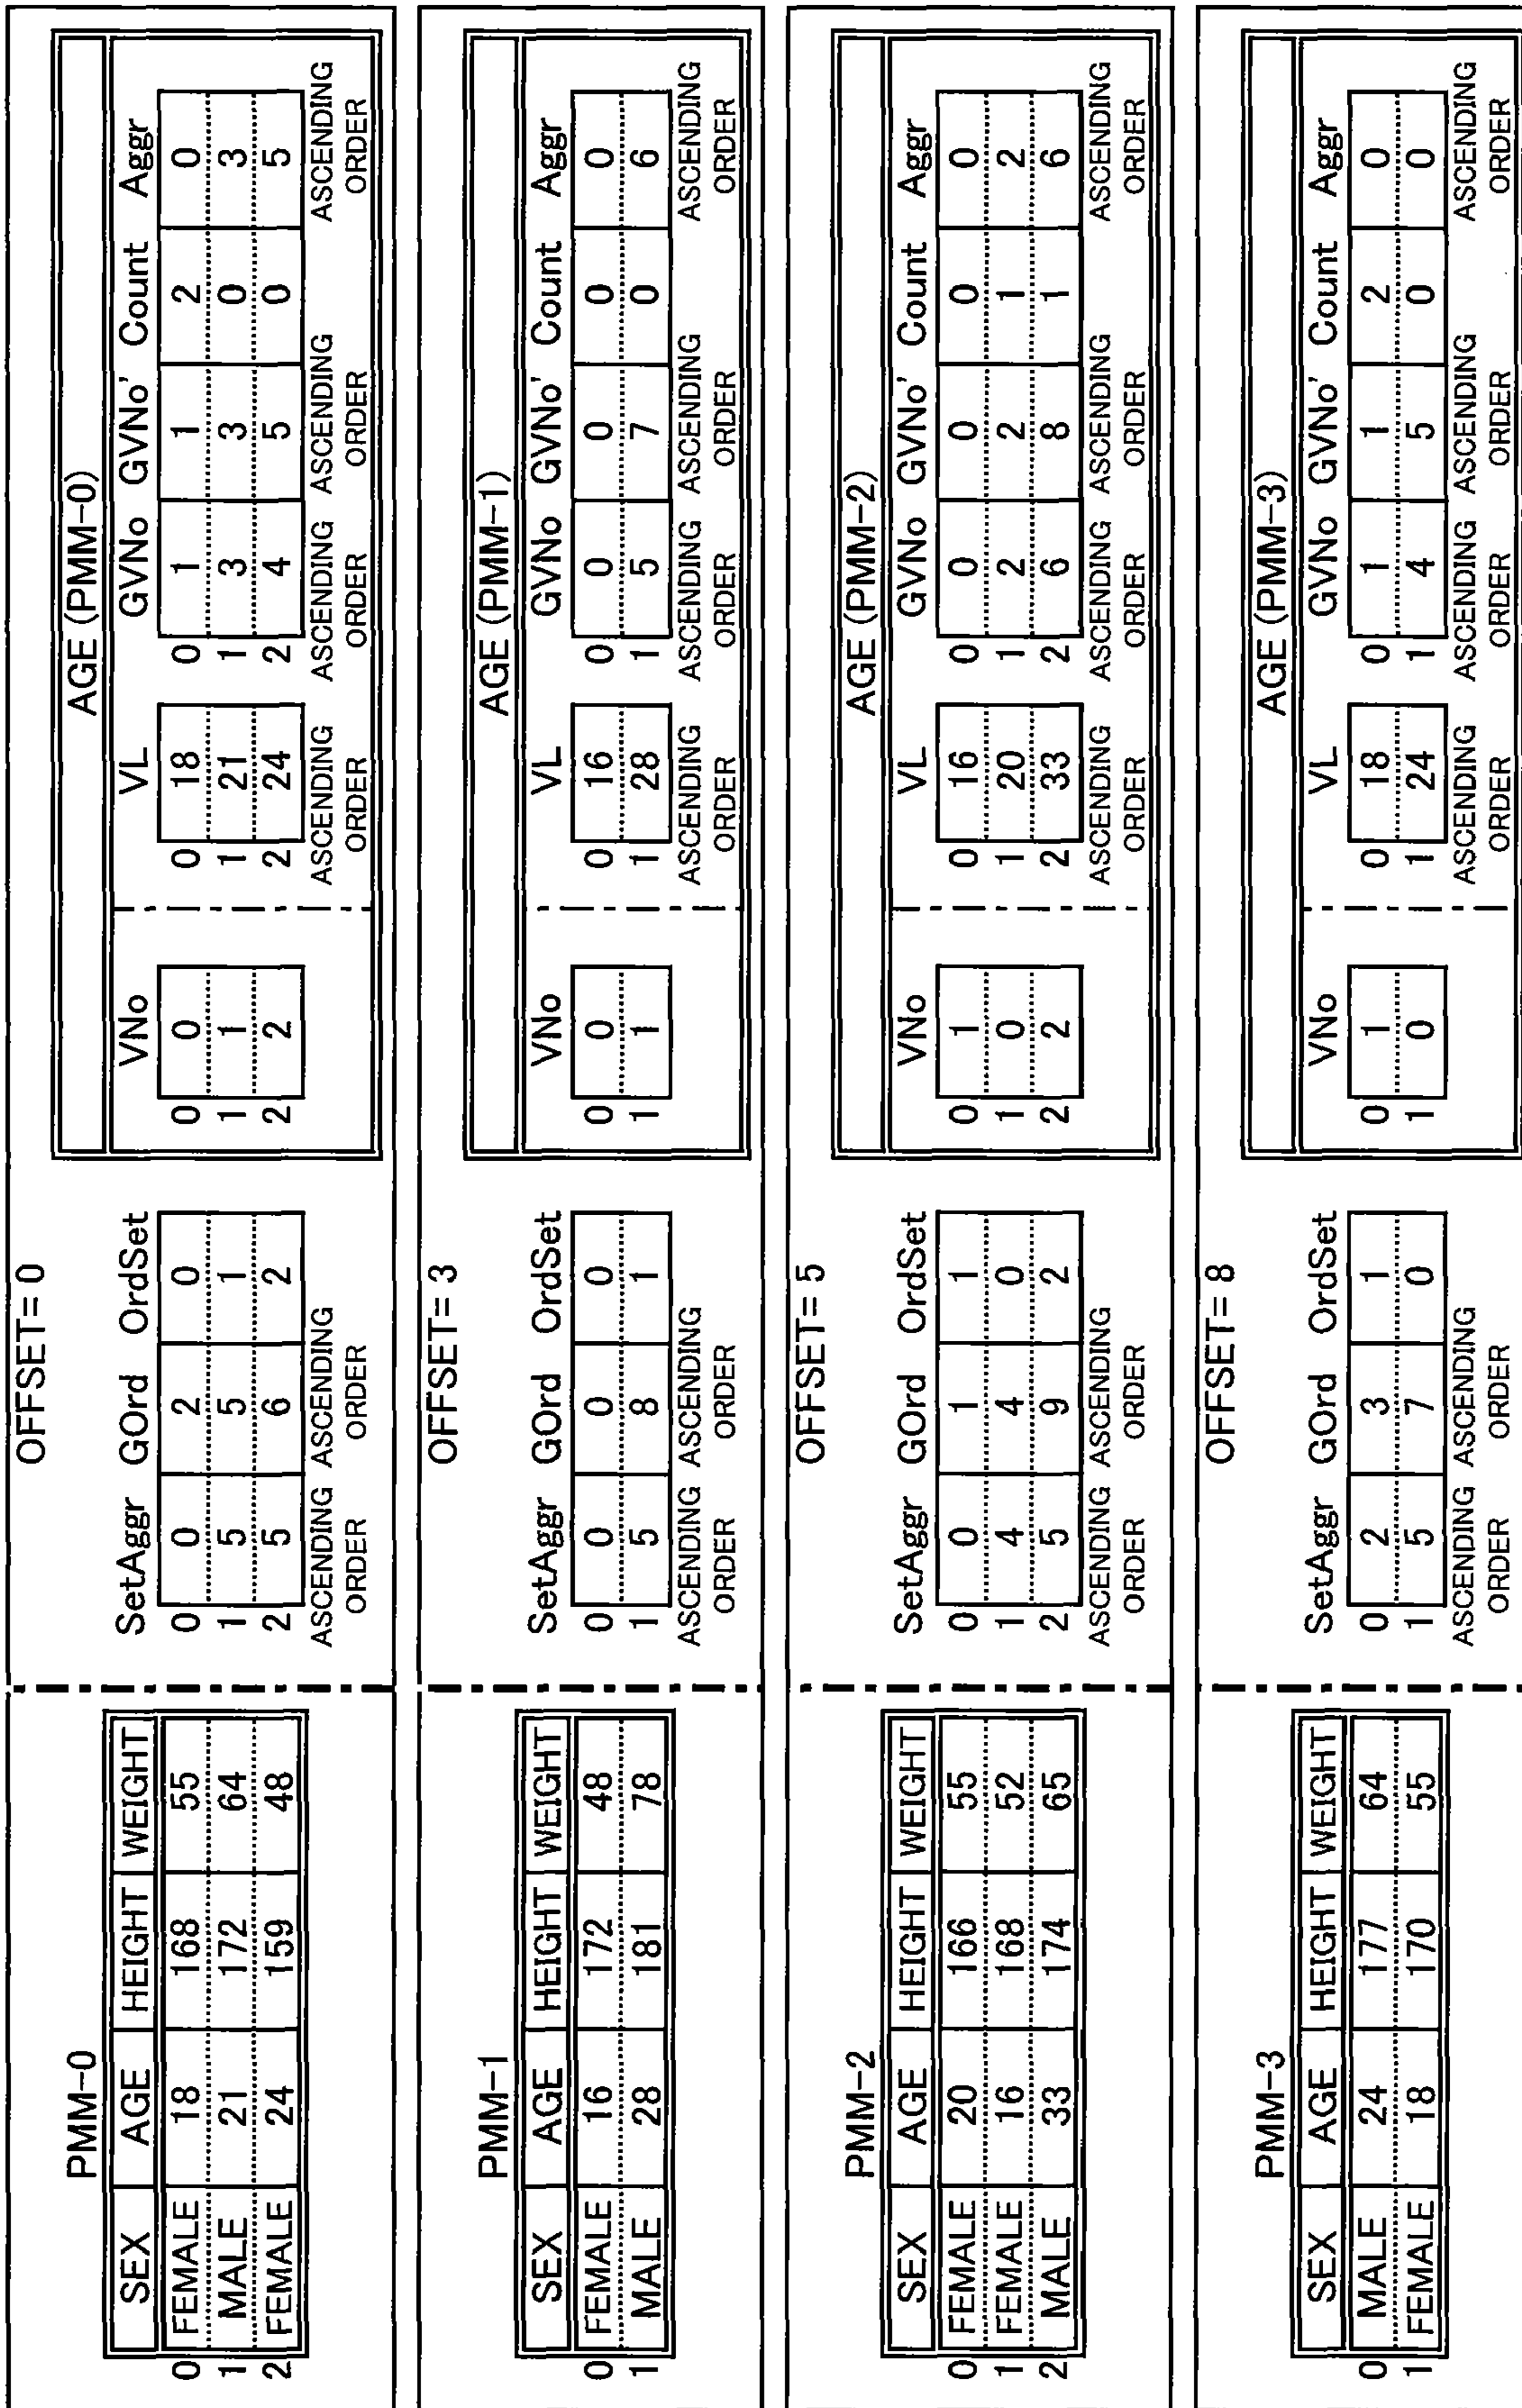 OFFSET= 0
PMM-0
SEX AGE HEIGHT WEIGHT
0 FEMALE 18 168 55
1 MALE 21 172 64
2 FEMALE 24 159 48
SetAggr GOrd OrdSet
0 0 2 0
1 5 5 1
2 5 6 2
ASCENDING ORDER ASCENDING ORDER
AGE (PMM-0)
VNo VL GVNo GVNo' Count Aggr
0 0 0 18 0 1 1 2 0
1 1 1 21 1 3 3 0 3
2 2 2 24 2 4 5 0 5
ASCENDING ORDER ASCENDING ORDER ASCENDING ORDER ASCENDING ORDER
OFFSET= 3
PMM-1
SEX AGE HEIGHT WEIGHT
0 FEMALE 16 172 48
1 MALE 28 181 78
SetAggr GOrd OrdSet
0 0 0 0
1 5 8 1
ASCENDING ORDER ASCENDING ORDER
AGE (PMM-1)
VNo VL GVNo GVNo' Count Aggr
0 0 0 16 0 0 0 0 0
1 1 1 28 1 5 7 0 6
ASCENDING ORDER ASCENDING ORDER ASCENDING ORDER ASCENDING ORDER
OFFSET= 5
PMM-2
SEX AGE HEIGHT WEIGHT
0 FEMALE 20 166 55
1 FEMALE 16 168 52
2 MALE 33 174 65
SetAggr GOrd OrdSet
0 0 1 1
1 4 4 0
2 5 9 2
ASCENDING ORDER ASCENDING ORDER
AGE (PMM-2)
VNo VL GVNo GVNo' Count Aggr
0 1 0 16 0 0 0 0 0
1 0 1 20 1 2 2 1 2
2 2 2 33 2 6 8 1 6
ASCENDING ORDER ASCENDING ORDER ASCENDING ORDER ASCENDING ORDER
OFFSET= 8
PMM-3
SEX AGE HEIGHT WEIGHT
0 MALE 24 177 64
1 FEMALE 18 170 55
SetAggr GOrd OrdSet
0 2 3 1
1 5 7 0
ASCENDING ORDER ASCENDING ORDER
AGE (PMM-3)
VNo VL GVNo GVNo' Count Aggr
0 1 0 18 0 1 1 2 0
1 0 1 24 1 4 5 0 0
ASCENDING ORDER ASCENDING ORDER ASCENDING ORDER ASCENDING ORDER